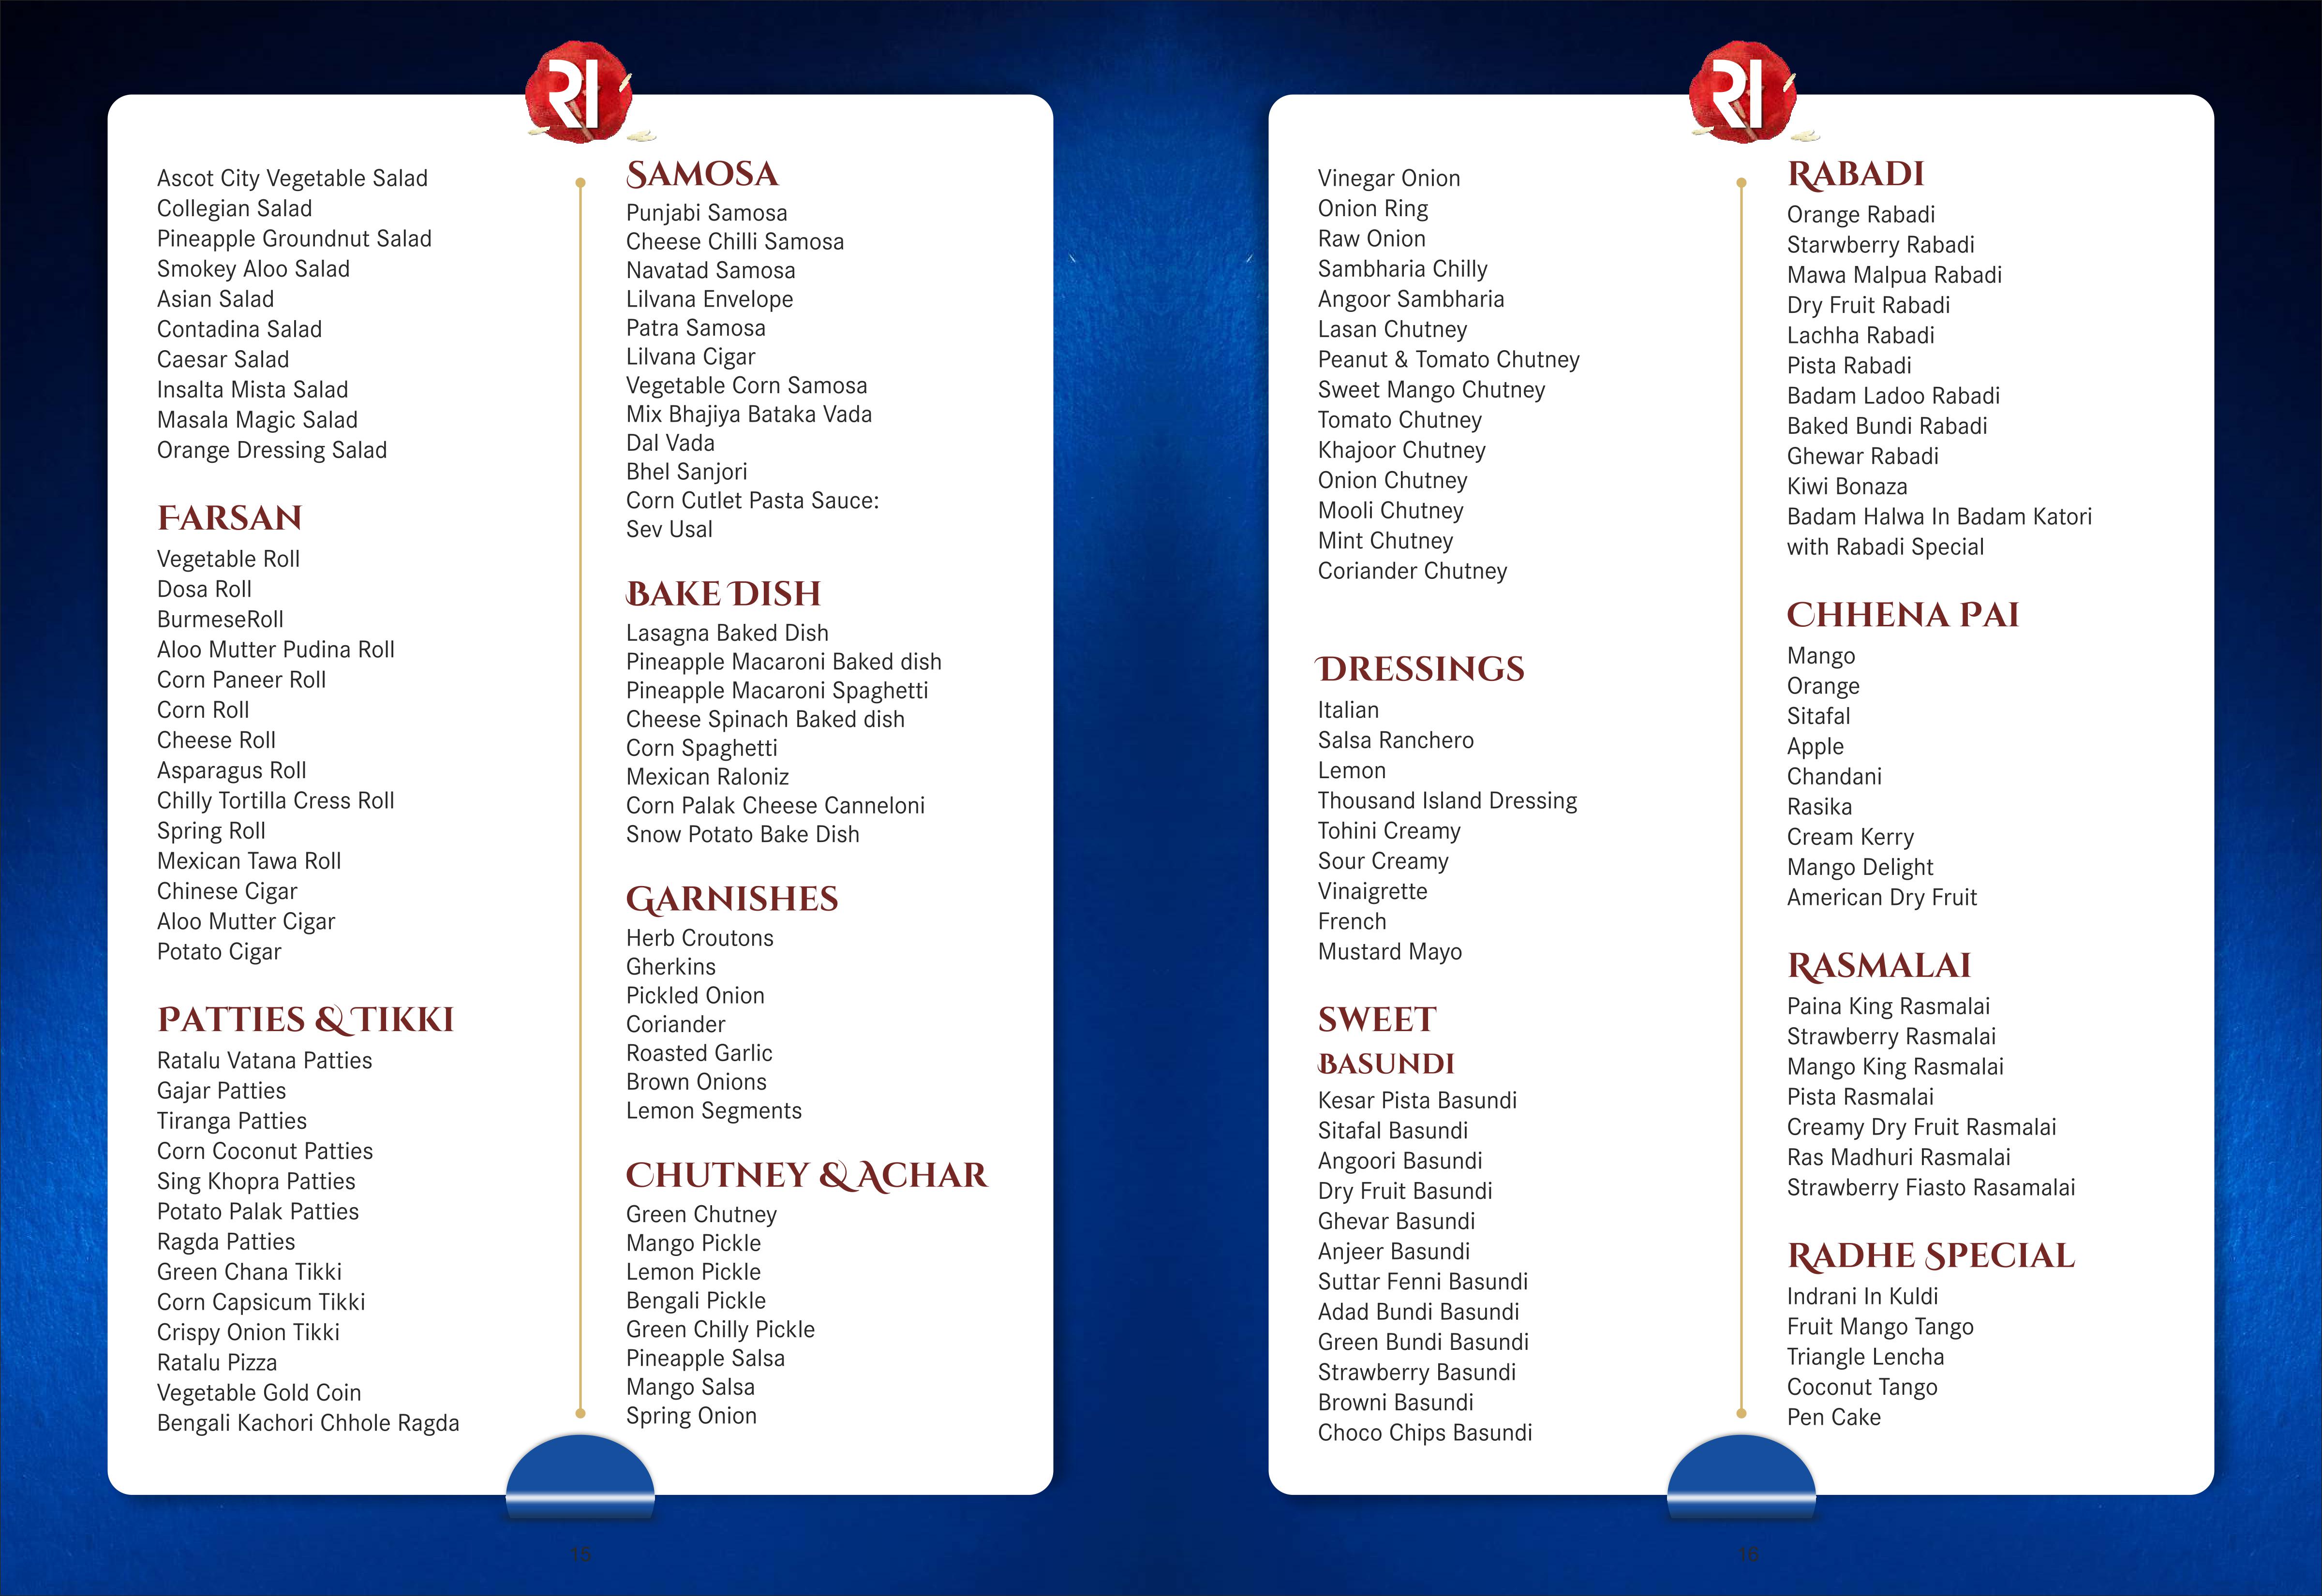 RI
Ascot City Vegetable Salad
Collegian Salad
Pineapple Groundnut Salad
Smokey Aloo Salad
Asian Salad
Contadina Salad
Caesar Salad
Insalta Mista Salad
Masala Magic Salad
Orange Dressing Salad
FARSAN
Vegetable Roll
Dosa Roll
BurmeseRoll
Aloo Mutter Pudina Roll
Corn Paneer Roll
Corn Roll
Cheese Roll
Asparagus Roll
Chilly Tortilla Cress Roll
Spring Roll
Mexican Tawa Roll
Chinese Cigar
Aloo Mutter Cigar
Potato Cigar
PATTIES & TIKKI
Ratalu Vatana Patties
Gajar Patties
Tiranga Patties
Corn Coconut Patties
Sing Khopra Patties
Potato Palak Patties
Ragda Patties
Green Chana Tikki
Corn Capsicum Tikki
Crispy Onion Tikki
Ratalu Pizza
Vegetable Gold Coin
Bengali Kachori Chhole Ragda
SAMOSA
Punjabi Samosa
Cheese Chilli Samosa
Navatad Samosa
Lilvana Envelope
Patra Samosa
Lilvana Cigar
Vegetable Corn Samosa
Mix Bhajiya Bataka Vada
Dal Vada
Bhel Sanjori
Corn Cutlet Pasta Sauce:
Sev Usal
BAKE DISH
Lasagna Baked Dish
Pineapple Macaroni Baked dish
Pineapple Macaroni Spaghetti
Cheese Spinach Baked dish
Corn Spaghetti
Mexican Raloniz
Corn Palak Cheese Canneloni
Snow Potato Bake Dish
GARNISHES
Herb Croutons
Gherkins
Pickled Onion
Coriander
Roasted Garlic
Brown Onions
Lemon Segments
CHUTNEY & ACHAR
Green Chutney
Mango Pickle
Lemon Pickle
Bengali Pickle
Green Chilly Pickle
Pineapple Salsa
Mango Salsa
Spring Onion
15
RI
Vinegar Onion
Onion Ring
Raw Onion
Sambharia Chilly
Angoor Sambharia
Lasan Chutney
Peanut & Tomato Chutney
Sweet Mango Chutney
Tomato Chutney
Khajoor Chutney
Onion Chutney
Mooli Chutney
Mint Chutney
Coriander Chutney
DRESSINGS
Italian
Salsa Ranchero
Lemon
Thousand Island Dressing
Tohini Creamy
Sour Creamy
Vinaigrette
French
Mustard Mayo
SWEET
BASUNDI
Kesar Pista Basundi
Sitafal Basundi
Angoori Basundi
Dry Fruit Basundi
Ghevar Basundi
Anjeer Basundi
Suttar Fenni Basundi
Adad Bundi Basundi
Green Bundi Basundi
Strawberry Basundi
Browni Basundi
Choco Chips Basundi
RABADI
Orange Rabadi
Starwberry Rabadi
Mawa Malpua Rabadi
Dry Fruit Rabadi
Lachha Rabadi
Pista Rabadi
Badam Ladoo Rabadi
Baked Bundi Rabadi
Ghewar Rabadi
Kiwi Bonaza
Badam Halwa In Badam Katori
with Rabadi Special
CHHENA PAI
Mango
Orange
Sitafal
Apple
Chandani
Rasika
Cream Kerry
Mango Delight
American Dry Fruit
RASMALAI
Paina King Rasmalai
Strawberry Rasmalai
Mango King Rasmalai
Pista Rasmalai
Creamy Dry Fruit Rasmalai
Ras Madhuri Rasmalai
Strawberry Fiasto Rasamalai
RADHE SPECIAL
Indrani In Kuldi
Fruit Mango Tango
Triangle Lencha
Coconut Tango
Pen Cake
16